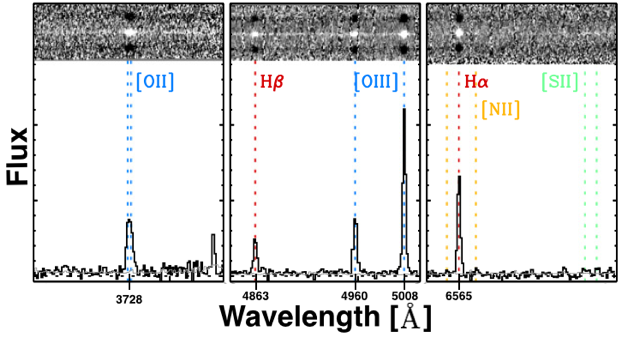 [OII]
Hβ
[OIII]
Hα
[SII]
[NII]
Flux
3728
4863
4960
5008
6565
Wavelength [Å]